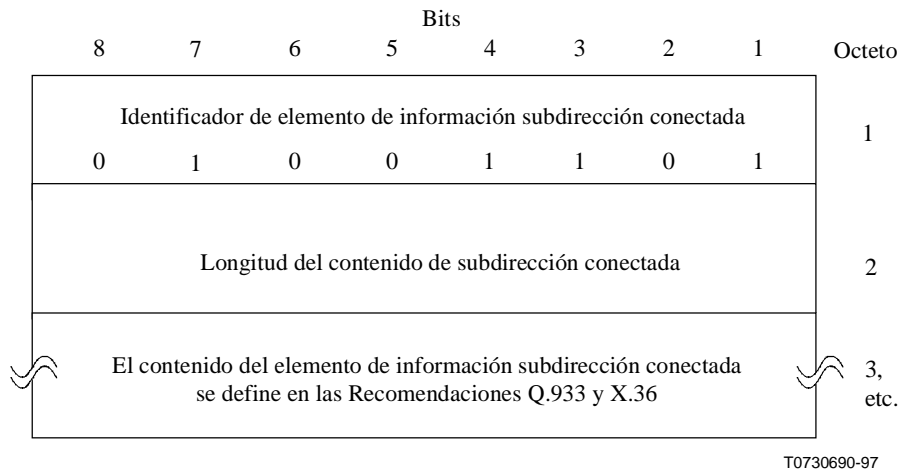 Bits
8 7 6 5 4 3 2 1 Octeto
Identificador de elemento de información subdirección conectada
1
0 1 0 0 1 1 0 1
Longitud del contenido de subdirección conectada 2
El contenido del elemento de información subdirección conectada 3,
se define en las Recomendaciones Q.933 y X.36 etc.
T0730690-97